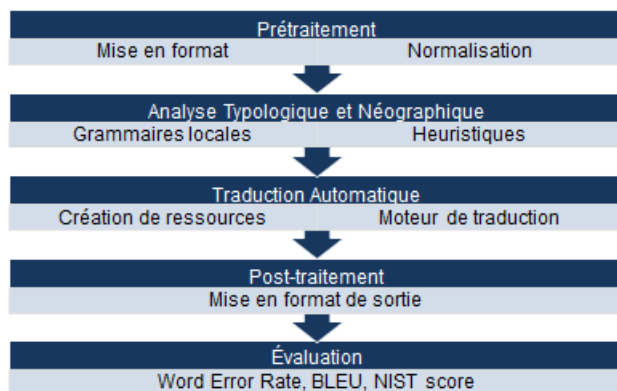 Prétraitement
Mise en format Normalisation
Analyse Typologique et Néographique
Grammaires locales Heuristiques
Traduction Automatique
Création de ressources Moteur de traduction
Post-traitement
Mise en format de sortie
Évaluation
Word Error Rate, BLEU, NIST score